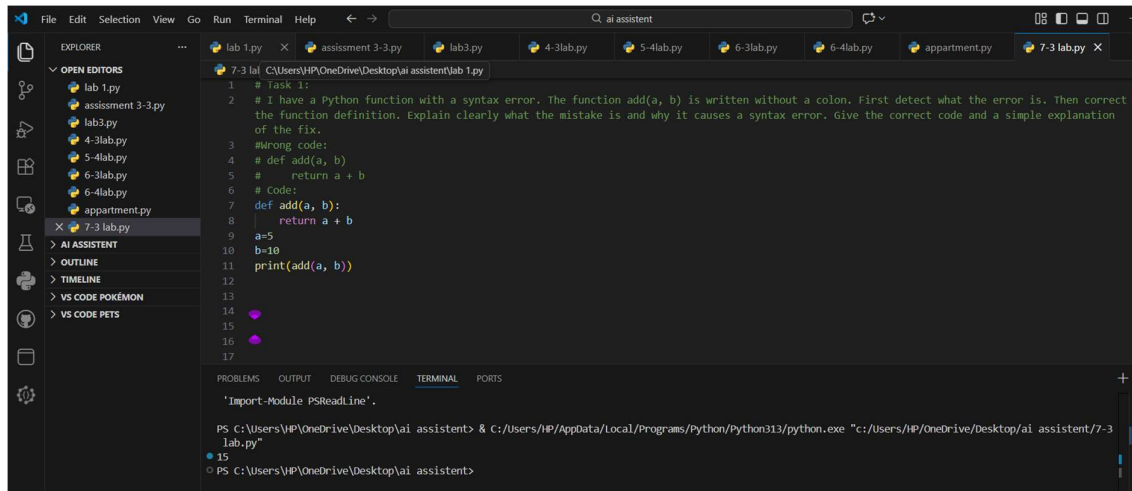 File Edit Selection View Go Run Terminal Help
ai assistent
EXPLORER
OPEN EDITORS
lab 1.py
assissment 3-3.py
lab3.py
4-3lab.py
5-4lab.py
6-3lab.py
6-4lab.py
appartment.py
7-3 lab.py
AI ASSISTENT
OUTLINE
TIMELINE
VS CODE POKÉMON
VS CODE PETS
lab 1.py assissment 3-3.py lab3.py 4-3lab.py 5-4lab.py 6-3lab.py 6-4lab.py appartment.py 7-3 lab.py
7-3 lal C:\Users\HP\OneDrive\Desktop\ai assistent\lab 1.py
1 # Task 1:
2 # I have a Python function with a syntax error. The function add(a, b) is written without a colon. First detect what the error is. Then correct
the function definition. Explain clearly what the mistake is and why it causes a syntax error. Give the correct code and a simple explanation
of the fix.
3 #Wrong code:
4 # def add(a, b)
5 #     return a + b
6 # Code:
7 def add(a, b):
8     return a + b
9 a=5
10 b=10
11 print(add(a, b))
12
13
14
15
16
17
PROBLEMS OUTPUT DEBUG CONSOLE TERMINAL PORTS
'Import-Module PSReadLine'.
PS C:\Users\HP\OneDrive\Desktop\ai assistent> & C:/Users/HP/AppData/Local/Programs/Python/Python313/python.exe "c:/Users/HP/OneDrive/Desktop/ai assistent/7-3
lab.py"
15
PS C:\Users\HP\OneDrive\Desktop\ai assistent>